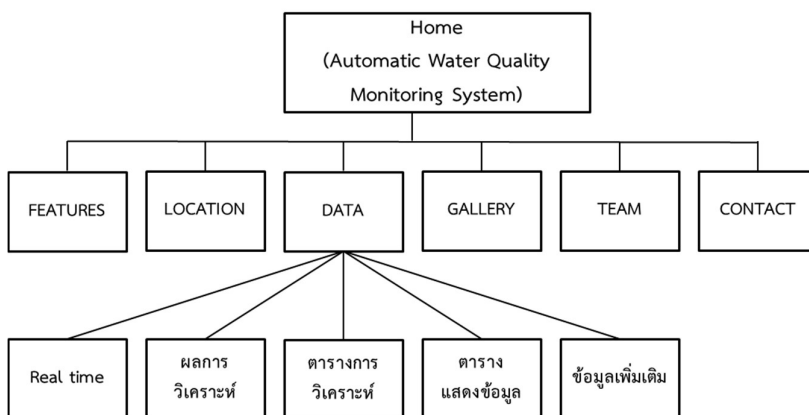 Home
(Automatic Water Quality
Monitoring System)
FEATURES
LOCATION
DATA
GALLERY
TEAM
CONTACT
Real time
ผลการ
วิเคราะห์
ตารางการ
วิเคราะห์
ตาราง
แสดงข้อมูล
ข้อมูลเพิ่มเติม